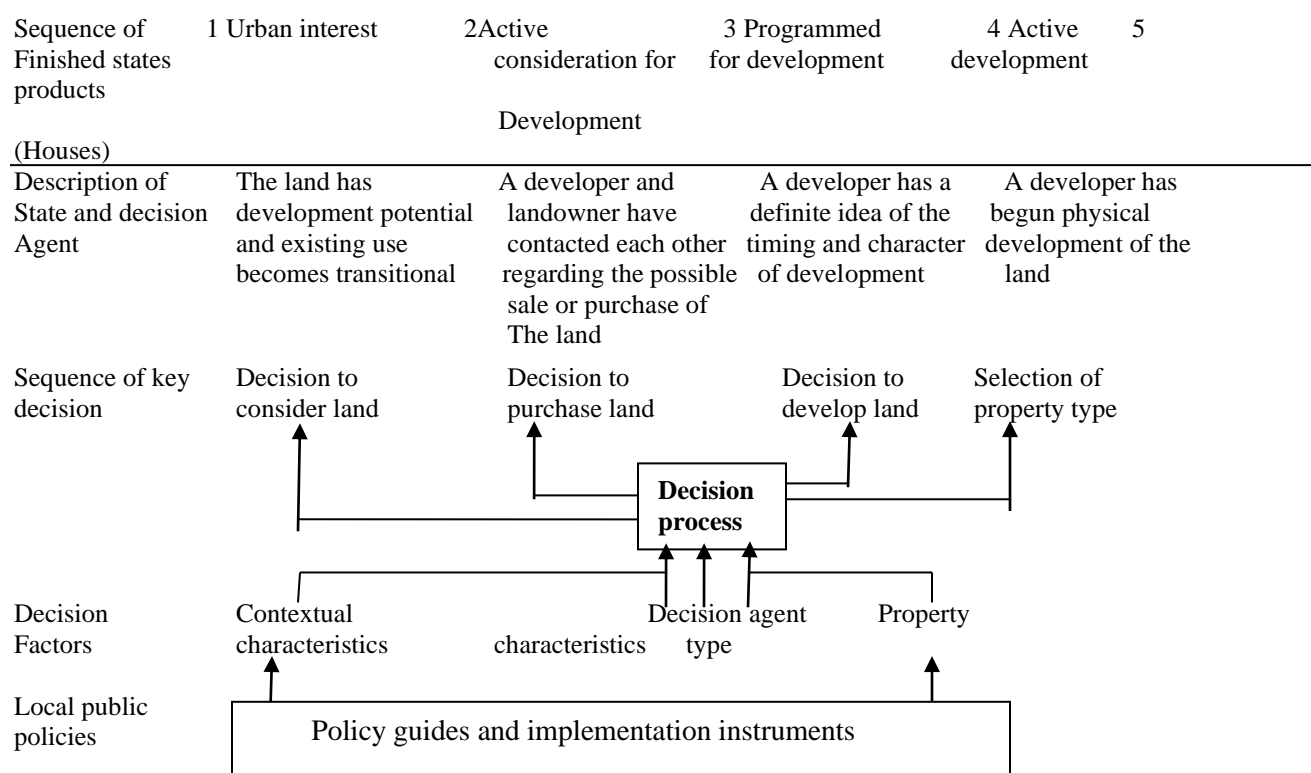 Sequence of 1 Urban interest 2Active 3 Programmed 4 Active 5
Finished states consideration for for development development
products
Development
(Houses)
Description of The land has A developer and A developer has a A developer has
State and decision development potential landowner have definite idea of the begun physical
Agent and existing use contacted each other timing and character development of the
becomes transitional regarding the possible of development land
sale or purchase of
The land
Sequence of key Decision to Decision to Decision to Selection of
decision consider land purchase land develop land property type
Decision
process
Decision Contextual Decision agent Property
Factors characteristics characteristics type
Local public
policies Policy guides and implementation instruments